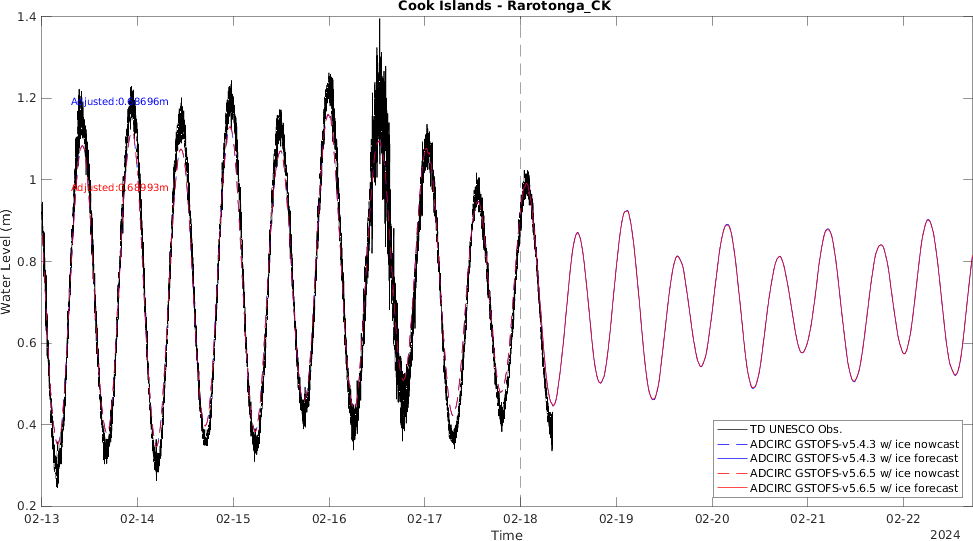 Cook Islands - Rarotonga_CK
1.4
1.2
1
0.8
0.6
0.4
0.2
Water Level (m)
Adjusted:0.68696m
Adjusted:0.68993m
TD UNESCO Obs.
ADCIRC GSTOFS-v5.4.3 w/ ice nowcast
ADCIRC GSTOFS-v5.4.3 w/ ice forecast
ADCIRC GSTOFS-v5.6.5 w/ ice nowcast
ADCIRC GSTOFS-v5.6.5 w/ ice forecast
02-13 02-14 02-15 02-16 02-17 02-18 02-19 02-20 02-21 02-22
Time
2024